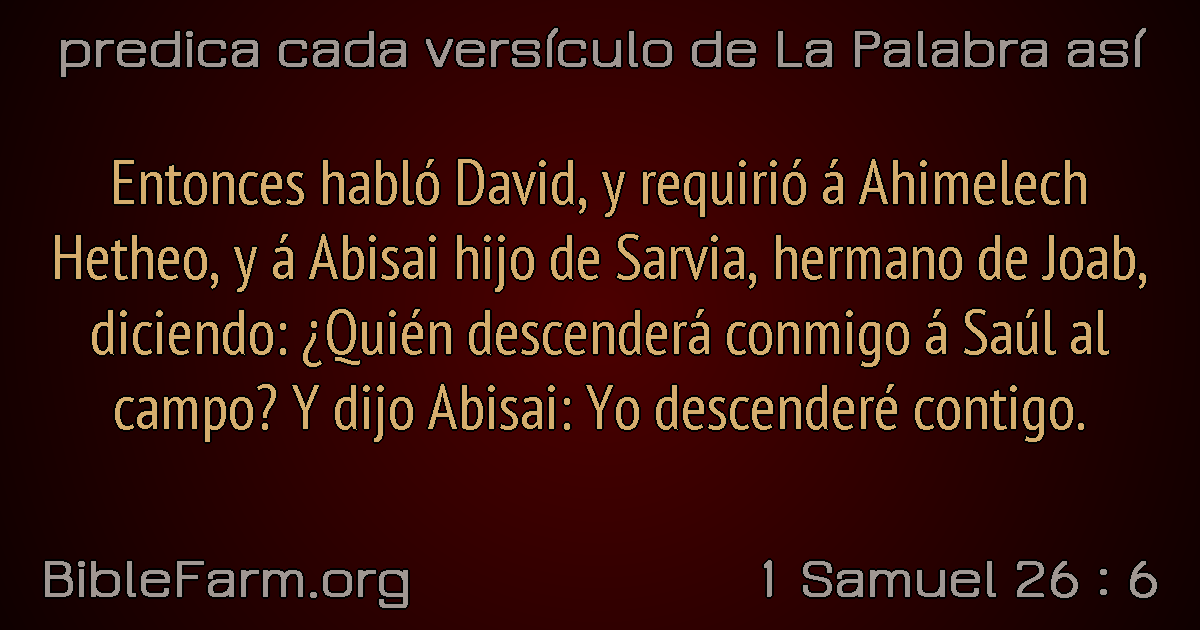 predica cada versículo de La Palabra así
Entonces habló David, y requirió á Ahimelech
Hetheo, y á Abisai hijo de Sarvia, hermano de Joab,
diciendo: ¿Quién descenderá conmigo á Saúl al
campo? Y dijo Abisai: Yo descenderé contigo.
BibleFarm.org
1 Samuel 26 : 6